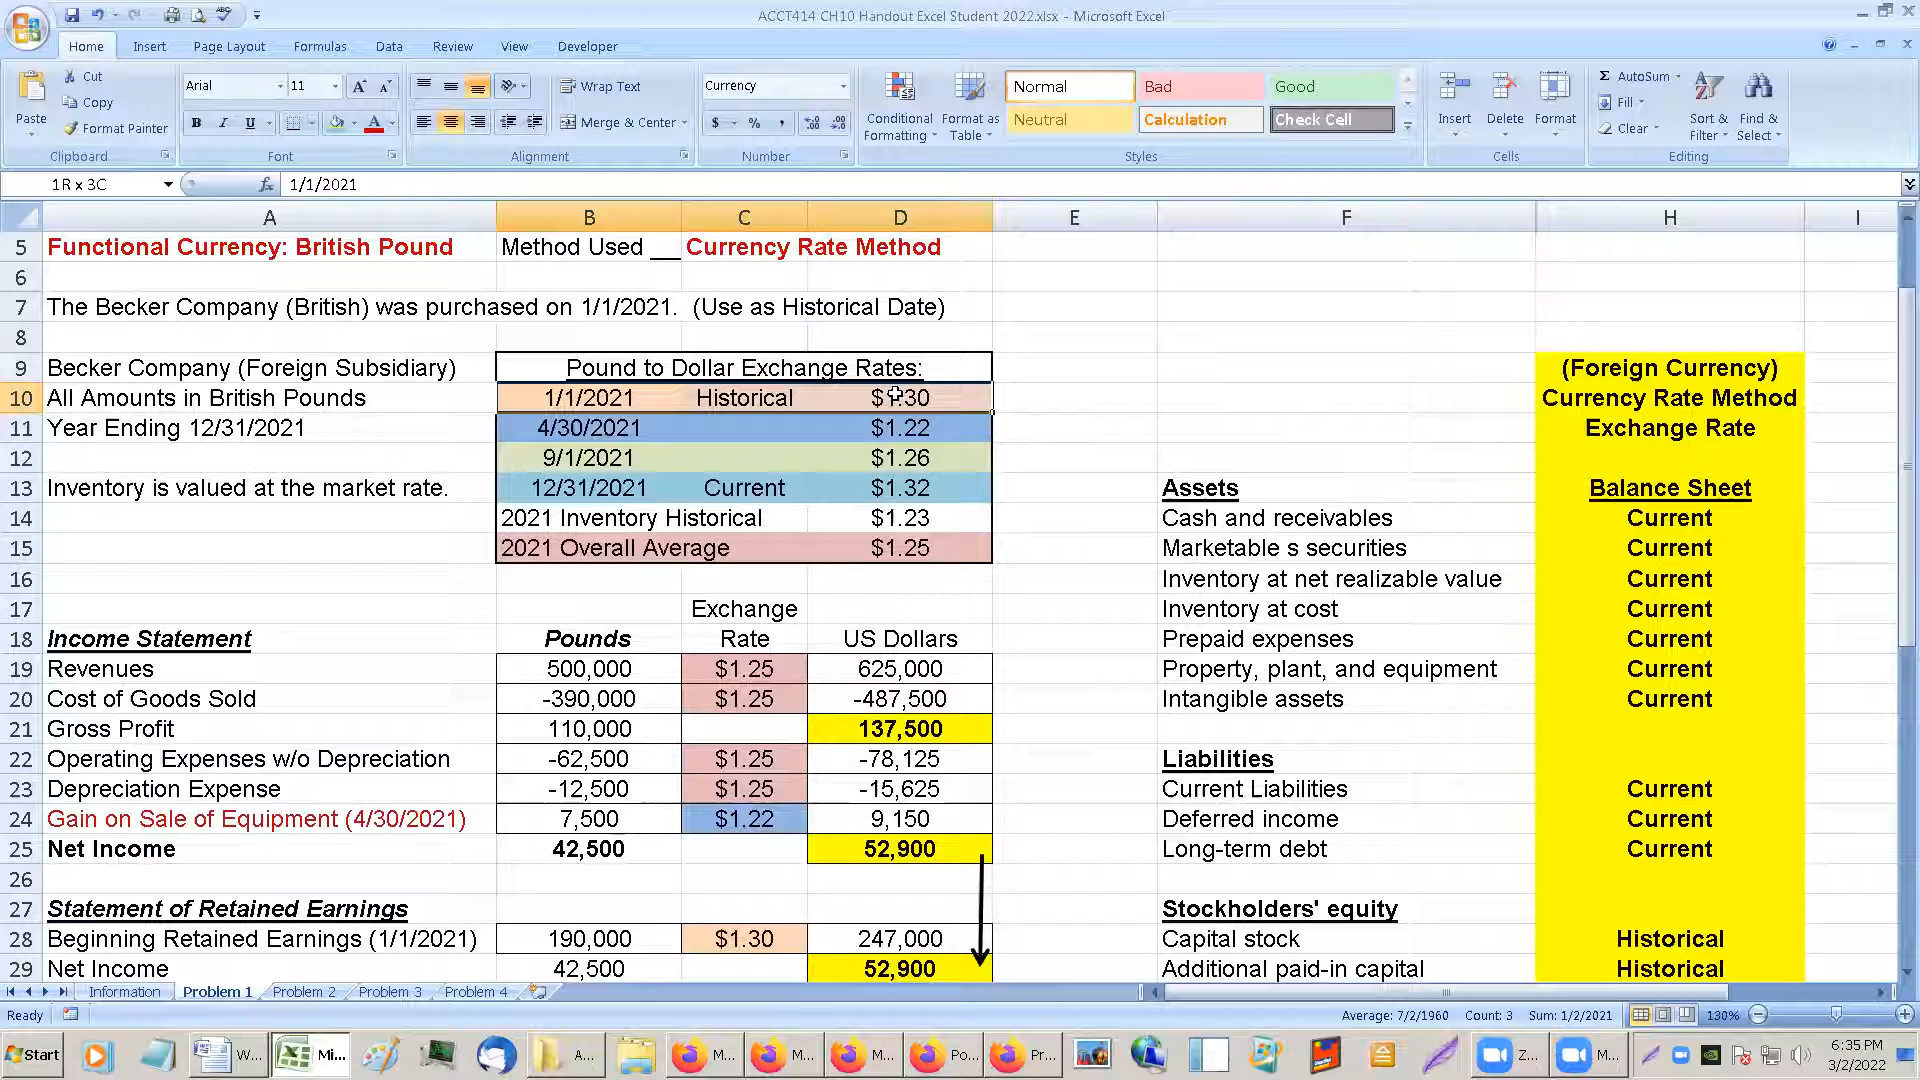 ACCT414 CH10 Handout Excel Student 2022.xlsx - Microsoft Excel
Home Insert Page Layout Formulas Data Review View Developer
Paste Cut Copy Format Painter Clipboard
Arial 11 Font
Wrap Text Merge & Center Alignment
Currency Number
Conditional Formatting Format as Table
Normal Bad Good
Neutral Calculation Check Cell
Styles
Insert Delete Format Cells
AutoSum Fill Clear Sort & Filter Find & Select Editing
1R x 3C fx 1/1/2021
A B C D E F H I
5 Functional Currency: British Pound Method Used __ Currency Rate Method
6
7 The Becker Company (British) was purchased on 1/1/2021. (Use as Historical Date)
8
9 Becker Company (Foreign Subsidiary) Pound to Dollar Exchange Rates: (Foreign Currency)
10 All Amounts in British Pounds 1/1/2021 Historical $1.30 Currency Rate Method
11 Year Ending 12/31/2021 4/30/2021 $1.22 Exchange Rate
12 9/1/2021 $1.26
13 Inventory is valued at the market rate. 12/31/2021 Current $1.32 Assets Balance Sheet
14 2021 Inventory Historical $1.23 Cash and receivables Current
15 2021 Overall Average $1.25 Marketable s securities Current
16 Inventory at net realizable value Current
17 Exchange Inventory at cost Current
18 Income Statement Pounds Rate US Dollars Prepaid expenses Current
19 Revenues 500,000 $1.25 625,000 Property, plant, and equipment Current
20 Cost of Goods Sold -390,000 $1.25 -487,500 Intangible assets Current
21 Gross Profit 110,000 137,500
22 Operating Expenses w/o Depreciation -62,500 $1.25 -78,125 Liabilities
23 Depreciation Expense -12,500 $1.25 -15,625 Current Liabilities Current
24 Gain on Sale of Equipment (4/30/2021) 7,500 $1.22 9,150 Deferred income Current
25 Net Income 42,500 52,900 Long-term debt Current
26
27 Statement of Retained Earnings Stockholders' equity
28 Beginning Retained Earnings (1/1/2021) 190,000 $1.30 247,000 Capital stock Historical
29 Net Income 42,500 52,900 Additional paid-in capital Historical
Information Problem 1 Problem 2 Problem 3 Problem 4
Ready Average: 7/2/1960 Count: 3 Sum: 1/2/2021 130%
Start W... Mi... A... M... M... M... Po... Pr... Z... M... 6:35 PM
3/2/2022